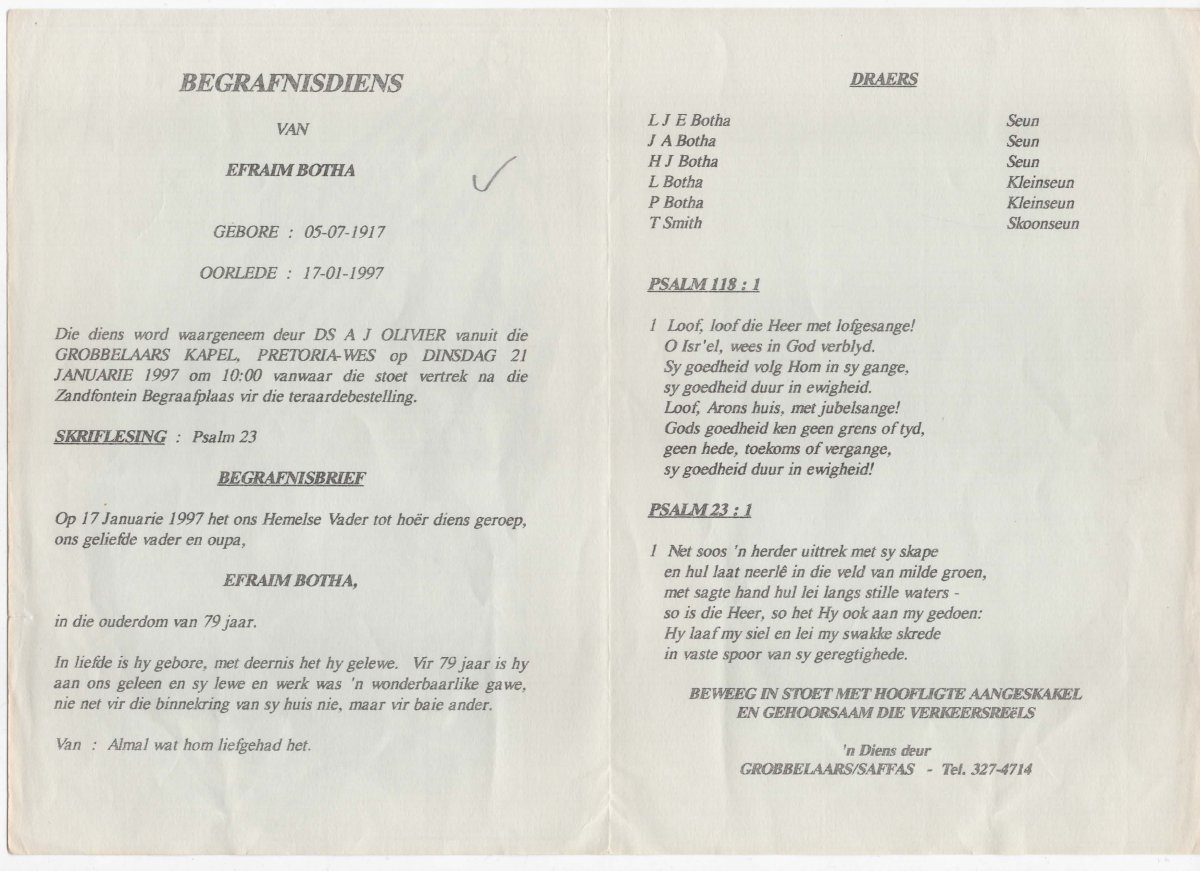 BEGRAFNISDIENS
VAN
EFRAIM BOTHA
GEBORE : 05-07-1917
OORLEDE : 17-01-1997
Die diens word waargeneem deur DS A J OLIVIER vanuit die
GROBBELAARS KAPEL, PRETORIA-WES op DINSDAG 21
JANUARIE 1997 om 10:00 vanwaar die stoet vertrek na die
Zandfontein Begraafplaas vir die teraardebestelling.
SKRIFLESING : Psalm 23
BEGRAFNISBRIEF
Op 17 Januarie 1997 het ons Hemelse Vader tot hoër diens geroep,
ons geliefde vader en oupa,
EFRAIM BOTHA,
in die ouderdom van 79 jaar.
In liefde is hy gebore, met deernis het hy gelewe. Vir 79 jaar is hy
aan ons geleen en sy lewe en werk was 'n wonderbaarlike gawe,
nie net vir die binnekring van sy huis nie, maar vir baie ander.
Van : Almal wat hom liefgehad het.
DRAERS
L J E Botha Seun
J A Botha Seun
H J Botha Seun
L Botha Kleinseun
P Botha Kleinseun
T Smith Skoonseun
PSALM 118 : 1
1 Loof, loof die Heer met lofgesange!
O Isr'el, wees in God verblyd.
Sy goedheid volg Hom in sy gange,
sy goedheid duur in ewigheid.
Loof, Arons huis, met jubelsange!
Gods goedheid ken geen grens of tyd,
geen hede, toekoms of vergange,
sy goedheid duur in ewigheid!
PSALM 23 : 1
1 Net soos 'n herder uittrek met sy skape
en hul laat neerlê in die veld van milde groen,
met sagte hand hul lei langs stille waters -
so is die Heer, so het Hy ook aan my gedoen:
Hy laaf my siel en lei my swakke skrede
in vaste spoor van sy geregtighede.
BEWEEG IN STOET MET HOOFLIGTE AANGESKAKEL
EN GEHOORSAAM DIE VERKEERSREëLS
'n Diens deur
GROBBELAARS/SAFFAS - Tel. 327-4714